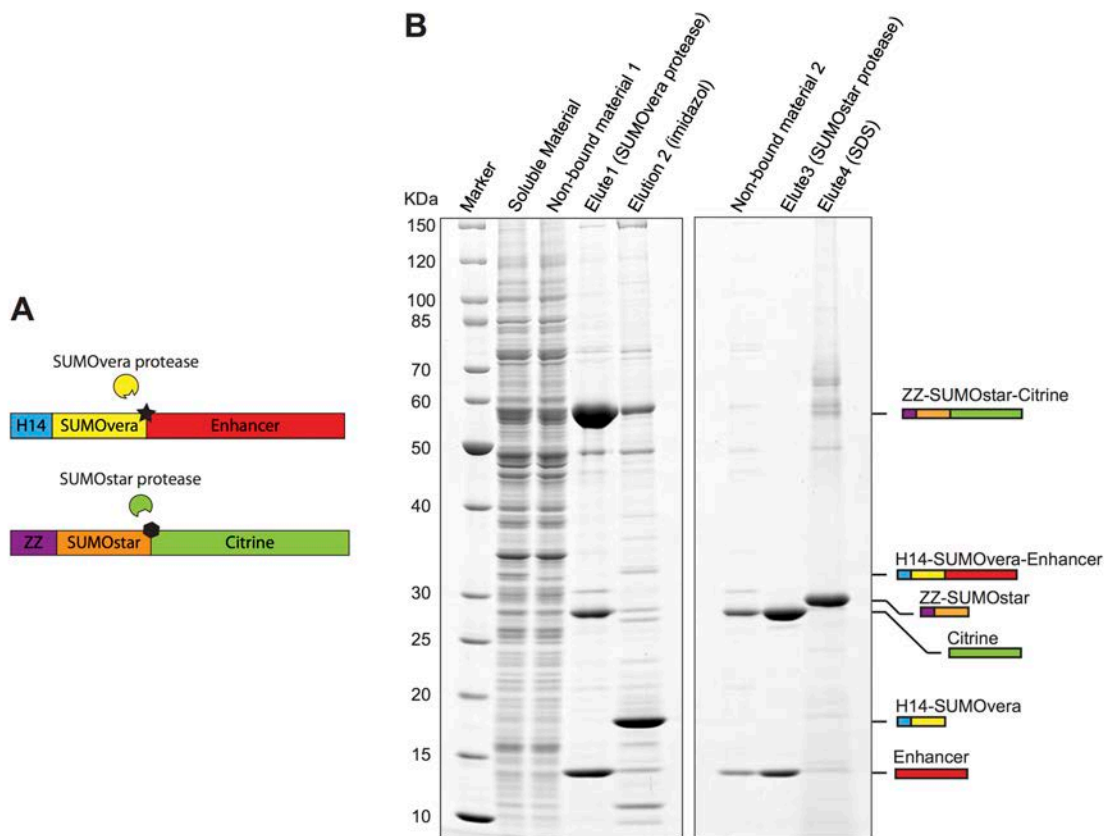 A
SUMOvera protease
H14 SUMOvera Enhancer
SUMOstar protease
ZZ SUMOstar Citrine
B
KDa
Marker
Soluble Material
Non-bound material 1
Elute1 (SUMOvera protease)
Elution 2 (imidazol)
Non-bound material 2
Elute3 (SUMOstar protease)
Elute4 (SDS)
150
120
100
85
70
60
50
40
30
25
20
15
10
ZZ-SUMOstar-Citrine
H14-SUMOvera-Enhancer
ZZ-SUMOstar
Citrine
H14-SUMOvera
Enhancer